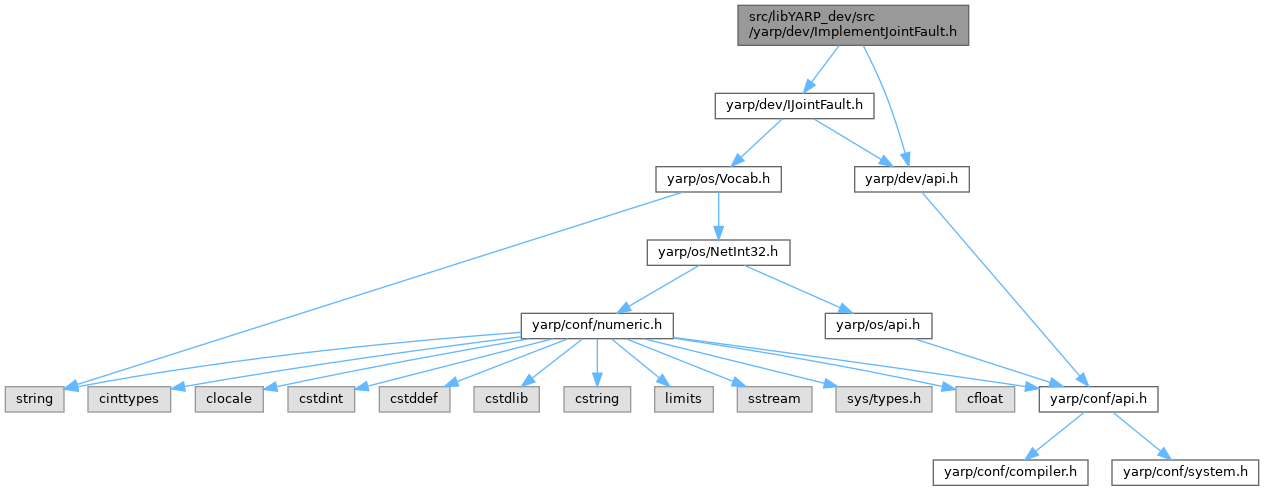 src/libYARP_dev/src
/yarp/dev/ImplementJointFault.h
yarp/dev/IJointFault.h
yarp/os/Vocab.h
yarp/dev/api.h
yarp/os/NetInt32.h
yarp/conf/numeric.h
yarp/os/api.h
string
cinttypes
clocale
cstdint
cstddef
cstdlib
cstring
limits
sstream
sys/types.h
cfloat
yarp/conf/api.h
yarp/conf/compiler.h
yarp/conf/system.h